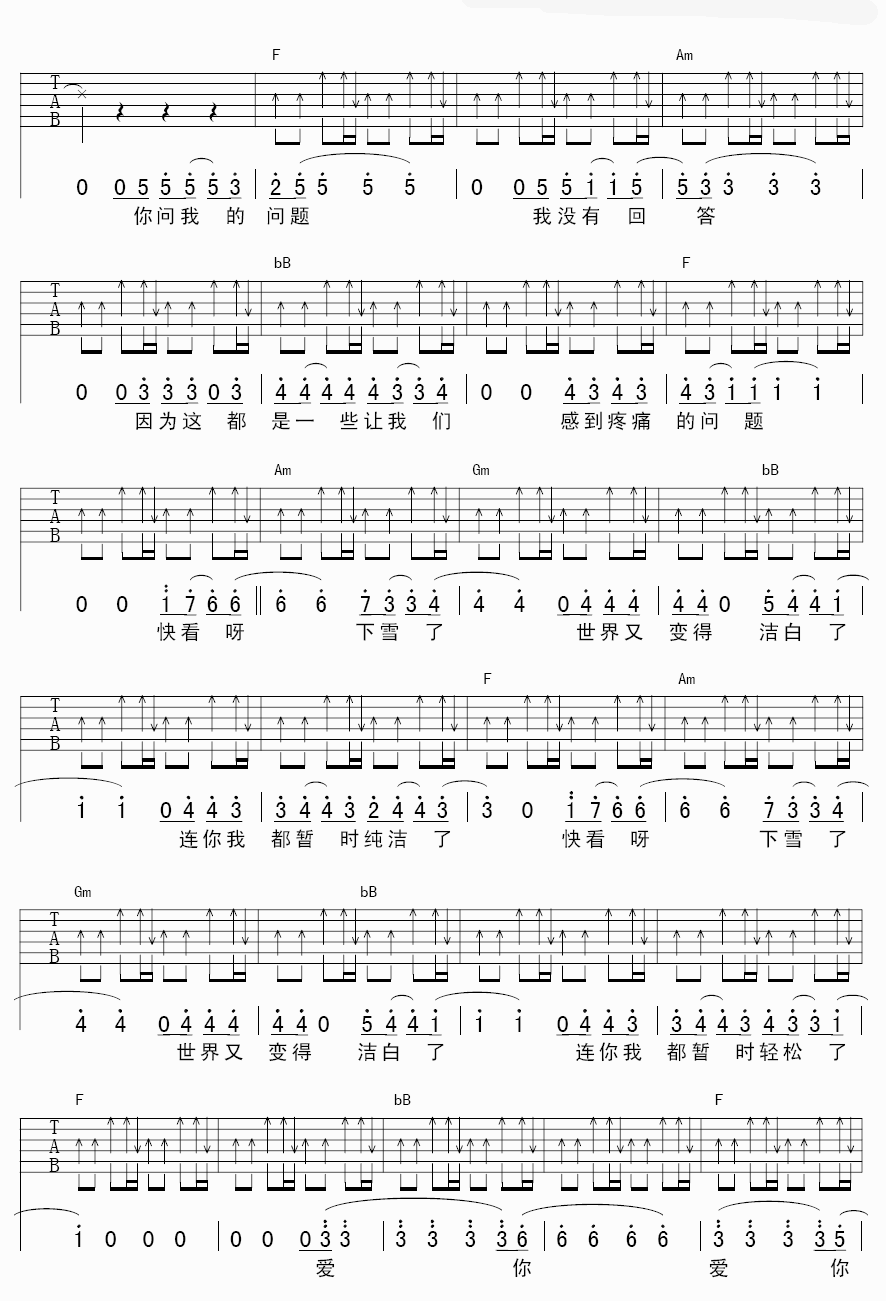 F Am
T
A
B
0 0 5 5 5 5 3 2 5 5 5 5 0 0 5 5 1 1 5 5 3 3 3 3
你问我 的 问题 我没有 回 答
bB F
T
A
B
0 0 3 3 3 0 3 4 4 4 4 4 3 3 4 0 0 4 3 4 3 4 3 1 1 1 1
因为这 都 是一 些让我 们 感到疼痛 的问 题
Am Gm bB
T
A
B
0 0 1 7 6 6 6 6 7 3 3 4 4 4 0 4 4 4 4 4 0 5 4 4 1
快看 呀 下雪 了 世界又 变得 洁白 了
F Am
T
A
B
1 1 0 4 4 3 3 4 4 3 2 4 4 3 3 0 1 7 6 6 6 6 7 3 3 4
连你我 都暂 时纯洁 了 快看 呀 下雪 了
Gm bB
T
A
B
4 4 0 4 4 4 4 4 0 5 4 4 1 1 1 0 4 4 3 3 4 4 3 4 3 3 1
世界又 变得 洁白 了 连你我 都暂 时轻松 了
F bB F
T
A
B
1 0 0 0 0 0 0 3 3 3 3 3 3 6 6 6 6 6 3 3 3 3 5
爱 你 爱 你